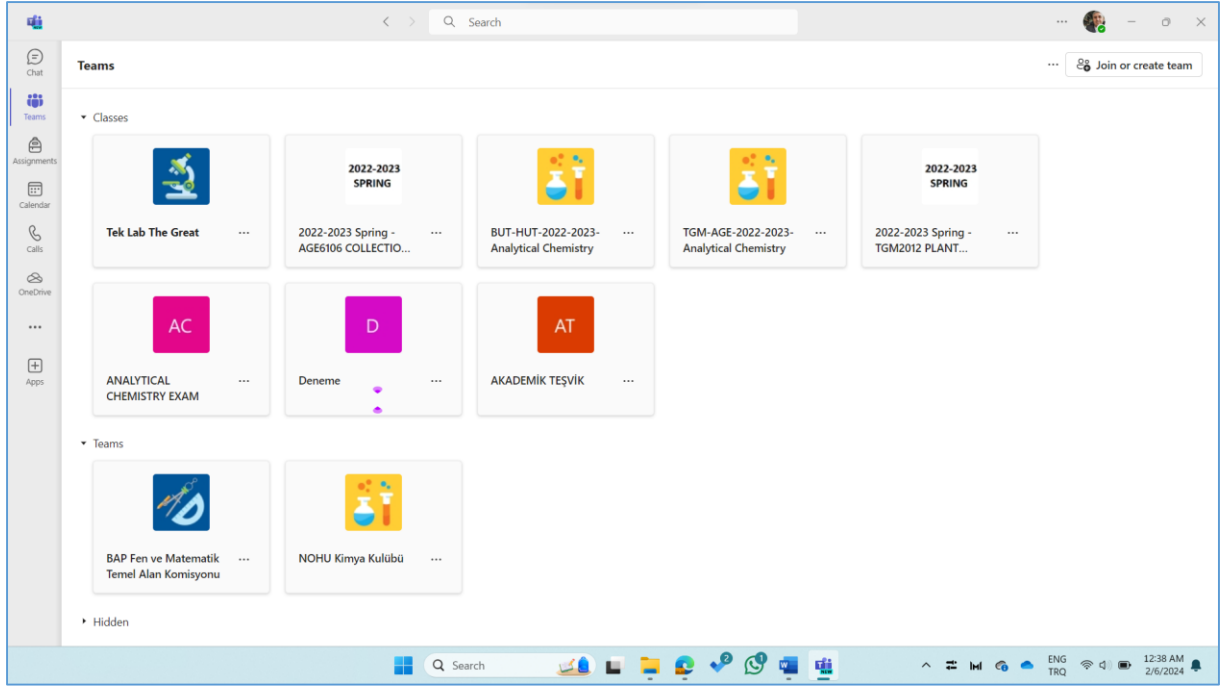 Search
Chat
Teams
Assignments
Calendar
Calls
OneDrive
Apps
Teams
Join or create team
Classes
2022-2023
SPRING
2022-2023
SPRING
Tek Lab The Great
2022-2023 Spring -
AGE6106 COLLECTIO...
BUT-HUT-2022-2023-
Analytical Chemistry
TGM-AGE-2022-2023-
Analytical Chemistry
2022-2023 Spring -
TGM2012 PLANT...
AC
D
AT
ANALYTICAL
CHEMISTRY EXAM
Deneme
AKADEMİK TEŞVİK
Teams
BAP Fen ve Matematik
Temel Alan Komisyonu
NOHU Kimya Kulübü
Hidden
Search
2
1
NEW
ENG
TRQ
12:38 AM
2/6/2024